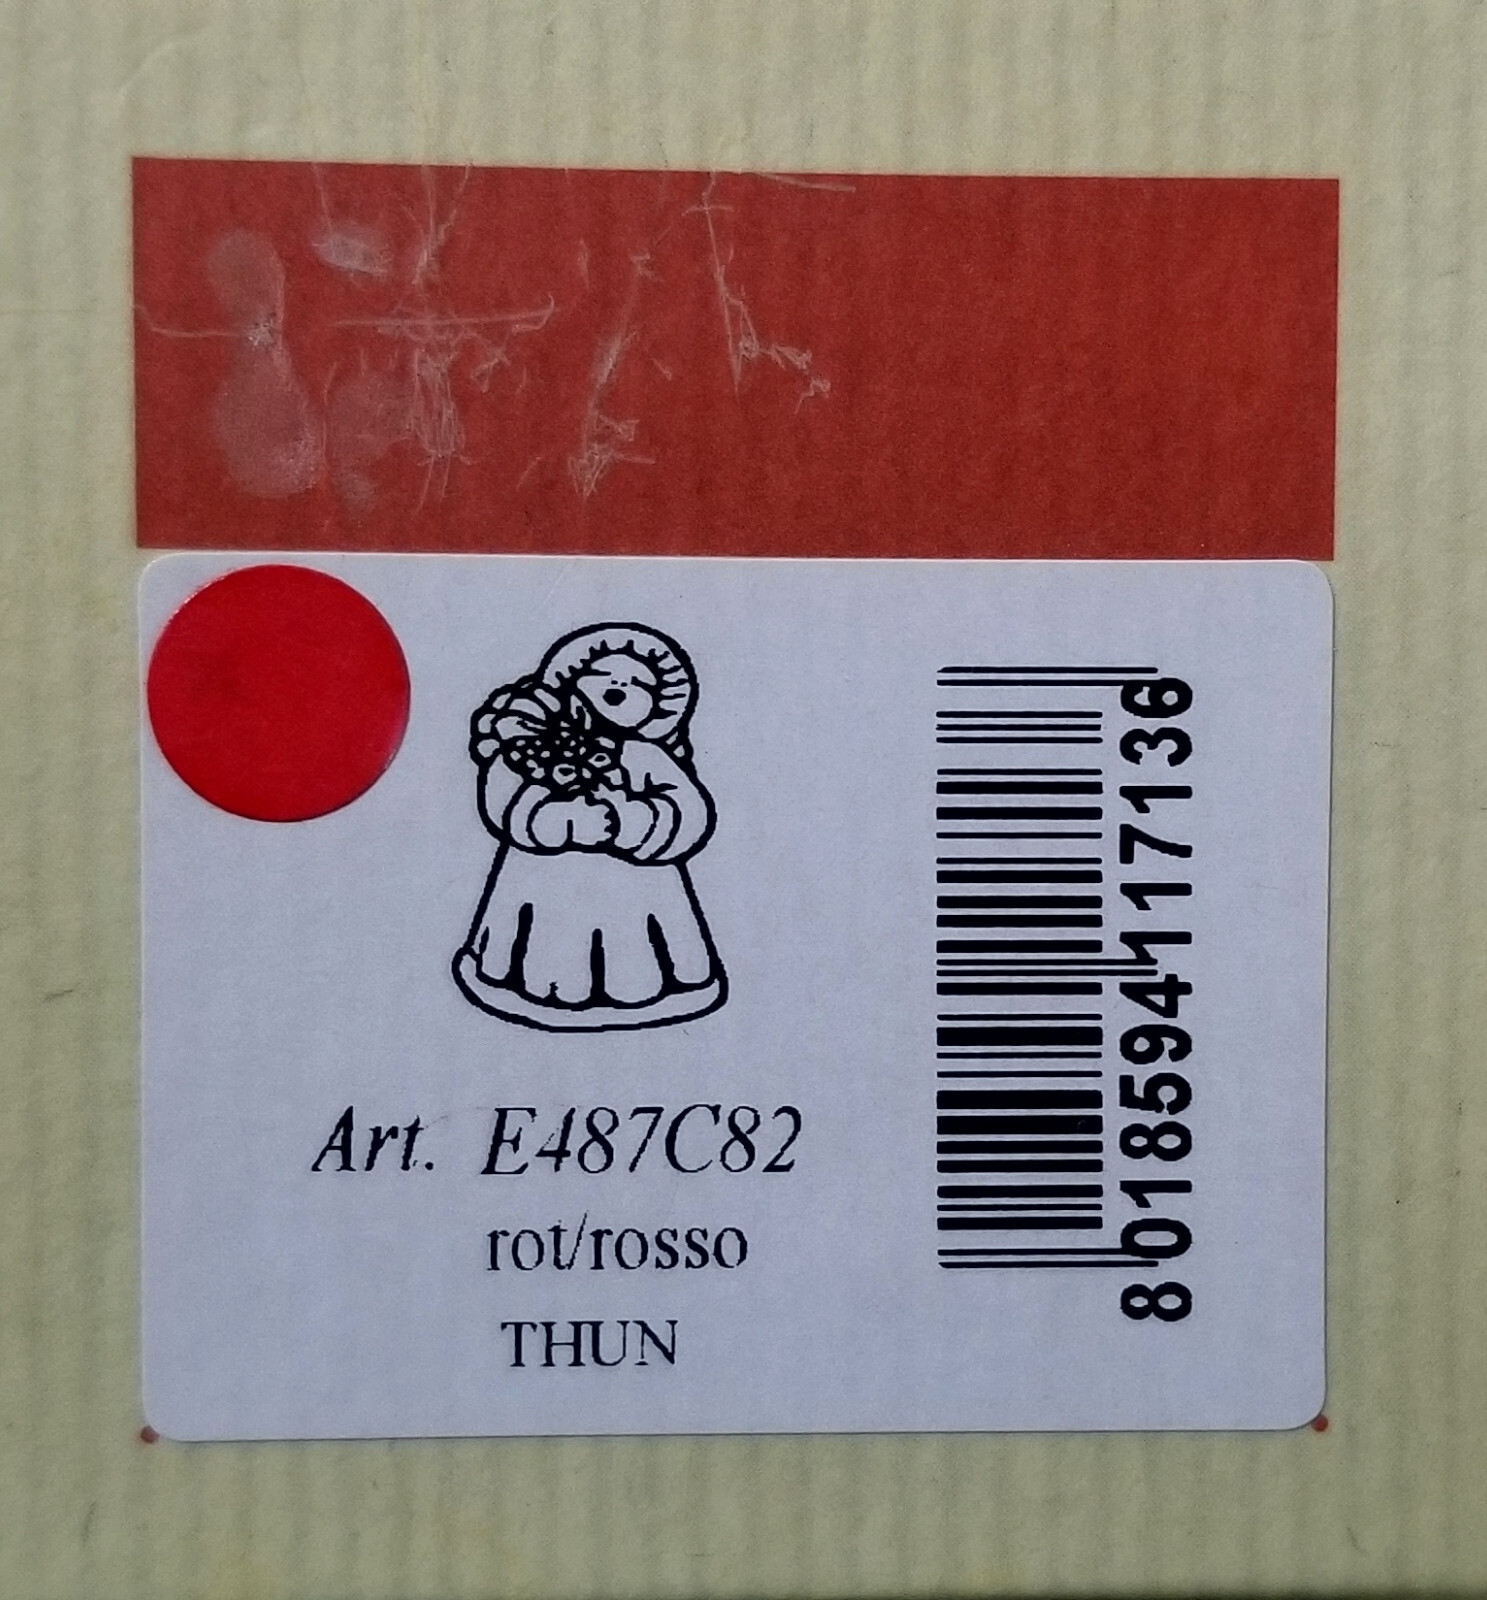 Art. E487C82
rot/rosso
THUN
8018594117136